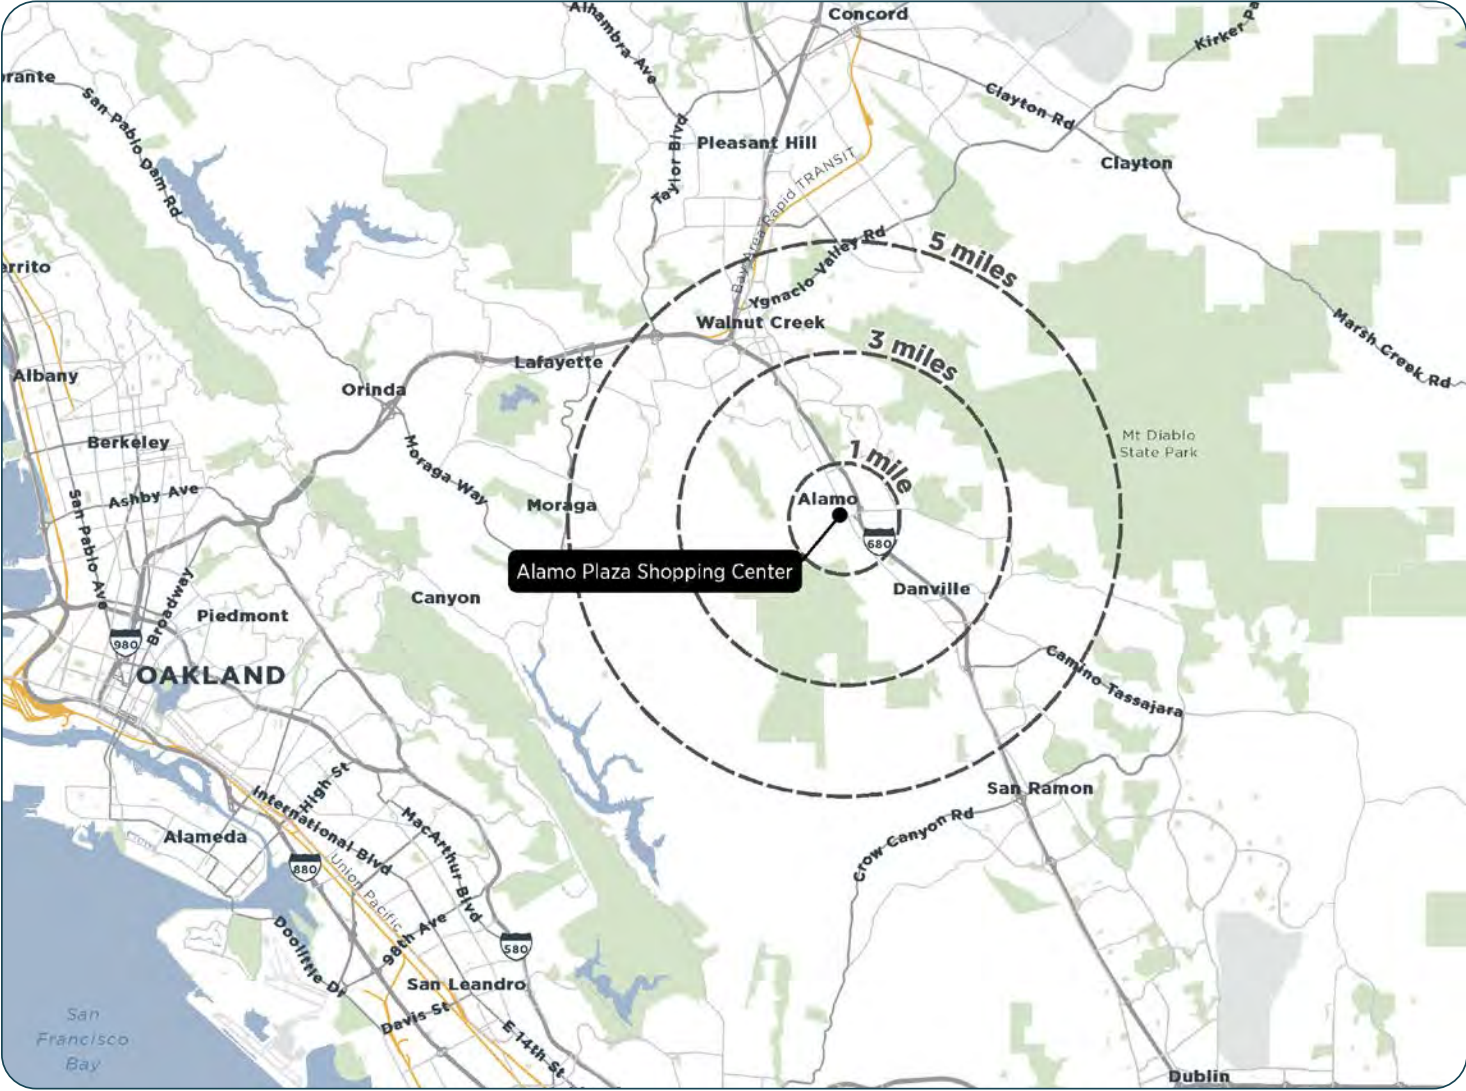 Concord
Alhambra Ave
Kirker Pa
orante
San Pablo Dam Rd
Clayton Rd
Taylor Blvd
Pleasant Hill
Clayton
Bay Area Rapid TRANSIT
Ygnacio Valley Rd
5 miles
errito
Walnut Creek
Marsh Creek Rd
3 miles
Lafayette
Albany
Orinda
Berkeley
Mt Diablo
State Park
Moraga Way
1 mile
Ashby Ave
San Pablo Ave
Alamo
Moraga
680
Alamo Plaza Shopping Center
Danville
Canyon
Broadway
Piedmont
980
OAKLAND
Camino Tassajara
San Ramon
High St
International Blvd
MacArthur Blvd
Crow Canyon Rd
Alameda
880
Union Pacific
98th Ave
Doolittle Dr
580
San Leandro
Davis St
E 14th St
San
Francisco
Bay
Dublin